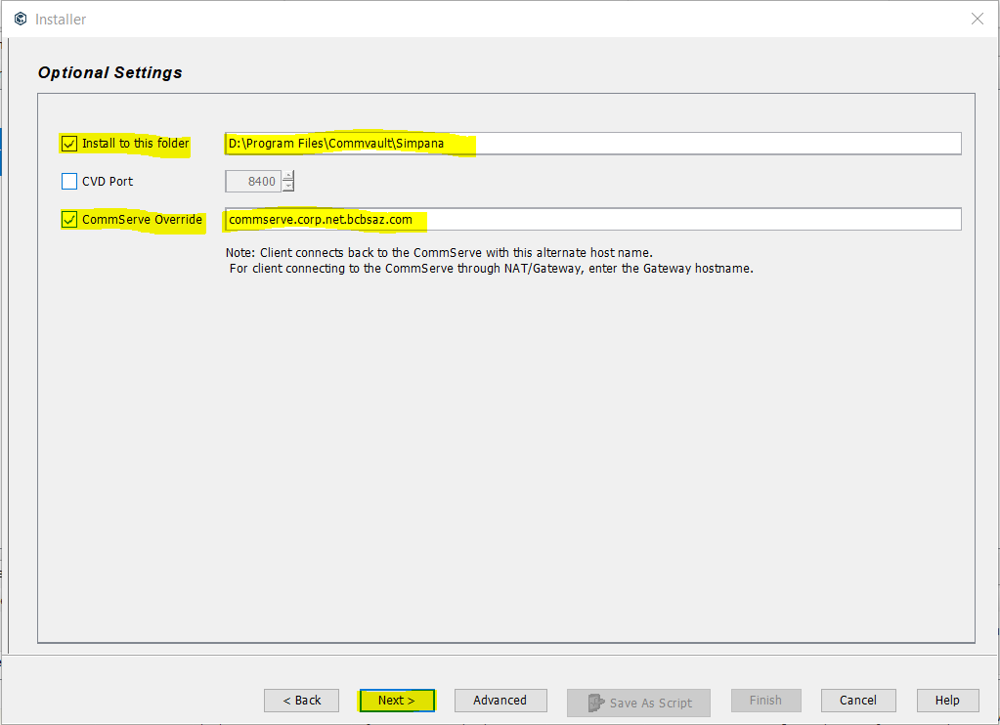 Installer
Optional Settings
Install to this folder D:\Program Files\Commvault\Simpana
CVD Port 8400
CommServe Override commserve.corp.net.bcbsaz.com
Note: Client connects back to the CommServe with this alternate host name.
For client connecting to the CommServe through NAT/Gateway, enter the Gateway hostname.
< Back Next > Advanced Save As Script Finish Cancel Help